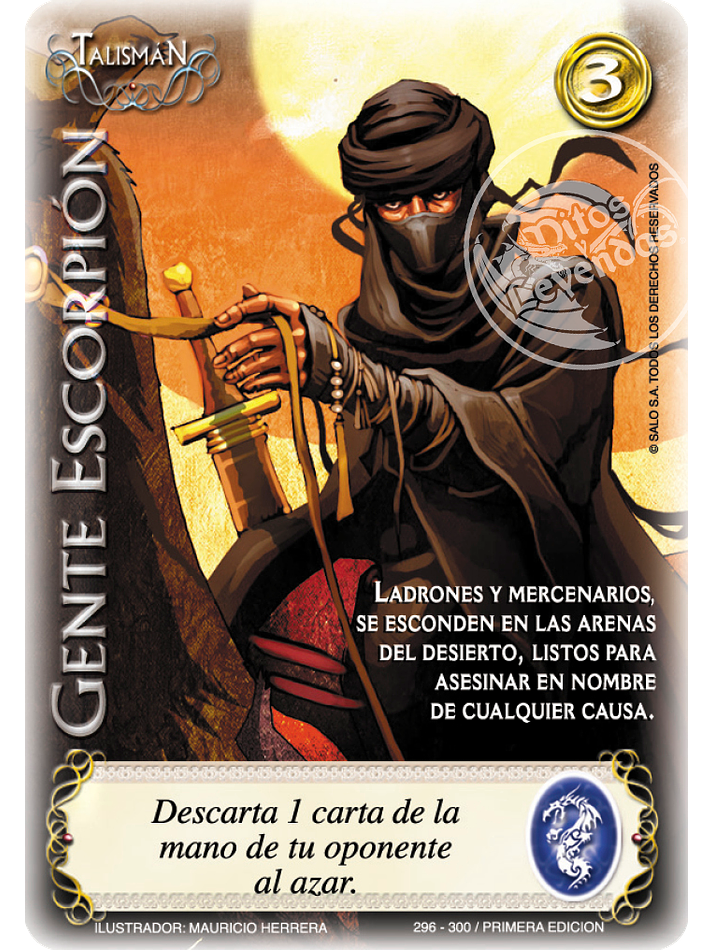 Talismán
3
Gente Escorpión
Mitos
y
Leyendas
© SALO S.A. TODOS LOS DERECHOS RESERVADOS
Ladrones y mercenarios,
se esconden en las arenas
del desierto, listos para
asesinar en nombre
de cualquier causa.
Descarta 1 carta de la
mano de tu oponente
al azar.
ILUSTRADOR: MAURICIO HERRERA
296 - 300 / PRIMERA EDICION